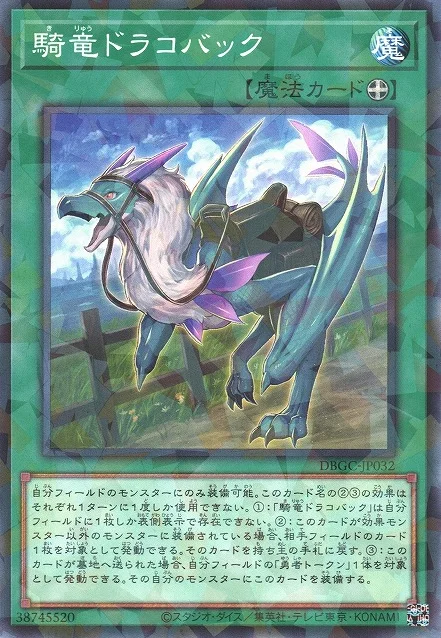 騎竜ドラコバック
魔
【魔法カード】
DBGC-JP032
自分フィールドのモンスターにのみ装備可能。このカード名の②③の効果は
それぞれ1ターンに1度しか使用できない。①:「騎竜ドラコバック」は自分フ
ィールドに1枚しか表側表示で存在できない。②:このカードが効果モン
スター以外のモンスターに装備されている場合、相手フィールドのカード
1枚を対象として発動できる。そのカードを持ち主の手札に戻す。③:この
カードが墓地へ送られた場合、自分フィールドの「勇者トークン」1体を対象
として発動できる。その自分のモンスターにこのカードを装備する。
38745520
©スタジオ・ダイス/集英社・テレビ東京・KONAMI